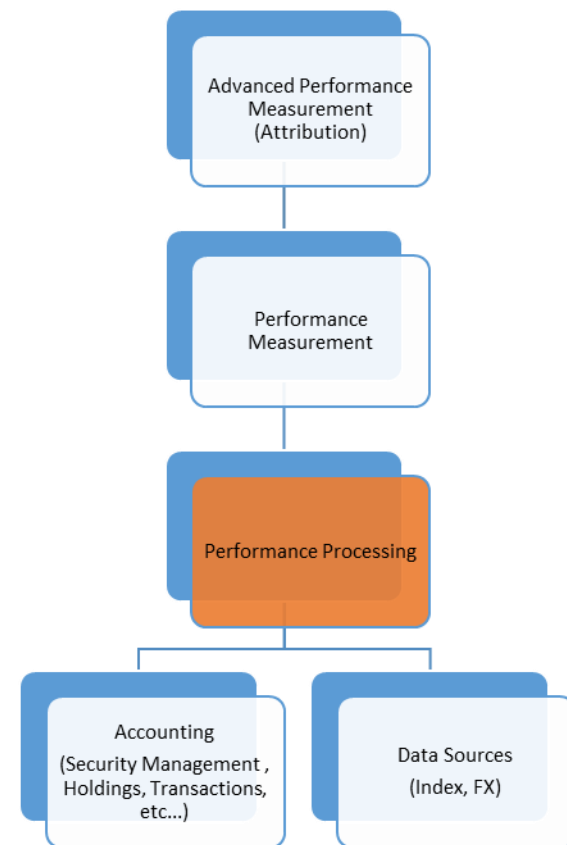 Advanced Performance
Measurement
(Attribution)
Performance
Measurement
Performance Processing
Accounting
(Security Management ,
Holdings, Transactions,
etc...)
Data Sources
(Index, FX)